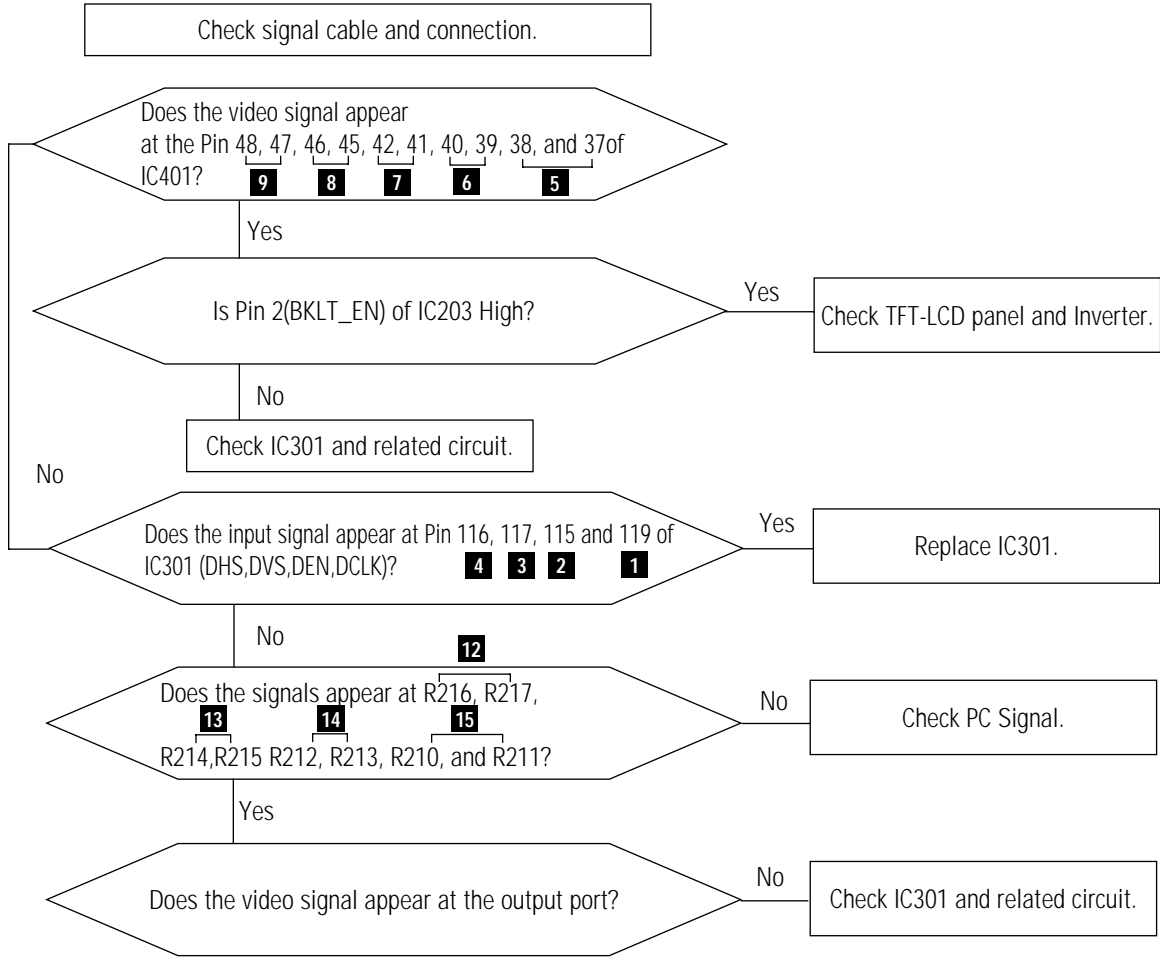 Check signal cable and connection.
Does the video signal appear
at the Pin 48, 47, 46, 45, 42, 41, 40, 39, 38, and 37of
IC401?
9 8 7 6 5
Yes
Is Pin 2(BKLT_EN) of IC203 High?
Yes
Check TFT-LCD panel and Inverter.
No
Check IC301 and related circuit.
No
Does the input signal appear at Pin 116, 117, 115 and 119 of
IC301 (DHS,DVS,DEN,DCLK)?
4 3 2 1
Yes
Replace IC301.
No
12
Does the signals appear at R216, R217,
13 14 15
R214,R215 R212, R213, R210, and R211?
No
Check PC Signal.
Yes
Does the video signal appear at the output port?
No
Check IC301 and related circuit.